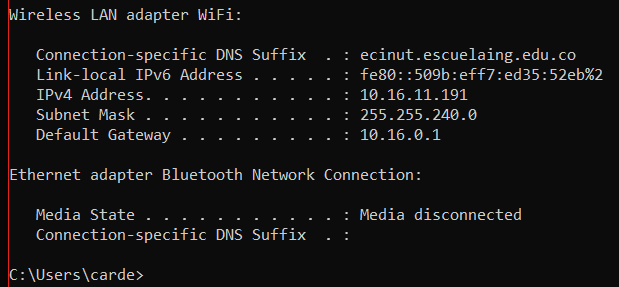 Wireless LAN adapter WiFi:
Connection-specific DNS Suffix  . : ecinut.escuelaing.edu.co
Link-local IPv6 Address . . . . . : fe80::509b:eff7:ed35:52eb%2
IPv4 Address. . . . . . . . . . . : 10.16.11.191
Subnet Mask . . . . . . . . . . . : 255.255.240.0
Default Gateway . . . . . . . . . : 10.16.0.1
Ethernet adapter Bluetooth Network Connection:
Media State . . . . . . . . . . . : Media disconnected
Connection-specific DNS Suffix  . :
C:\Users\carde>